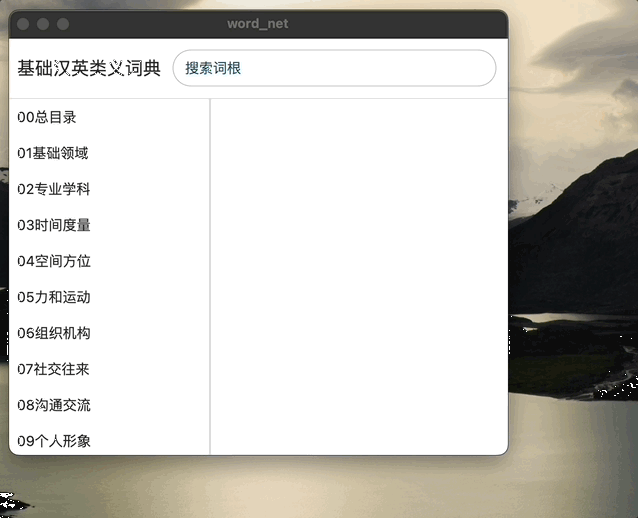 word_net
基础汉英类义词典
搜索词根
00总目录
01基础领域
02专业学科
03时间度量
04空间方位
05力和运动
06组织机构
07社交往来
08沟通交流
09个人形象